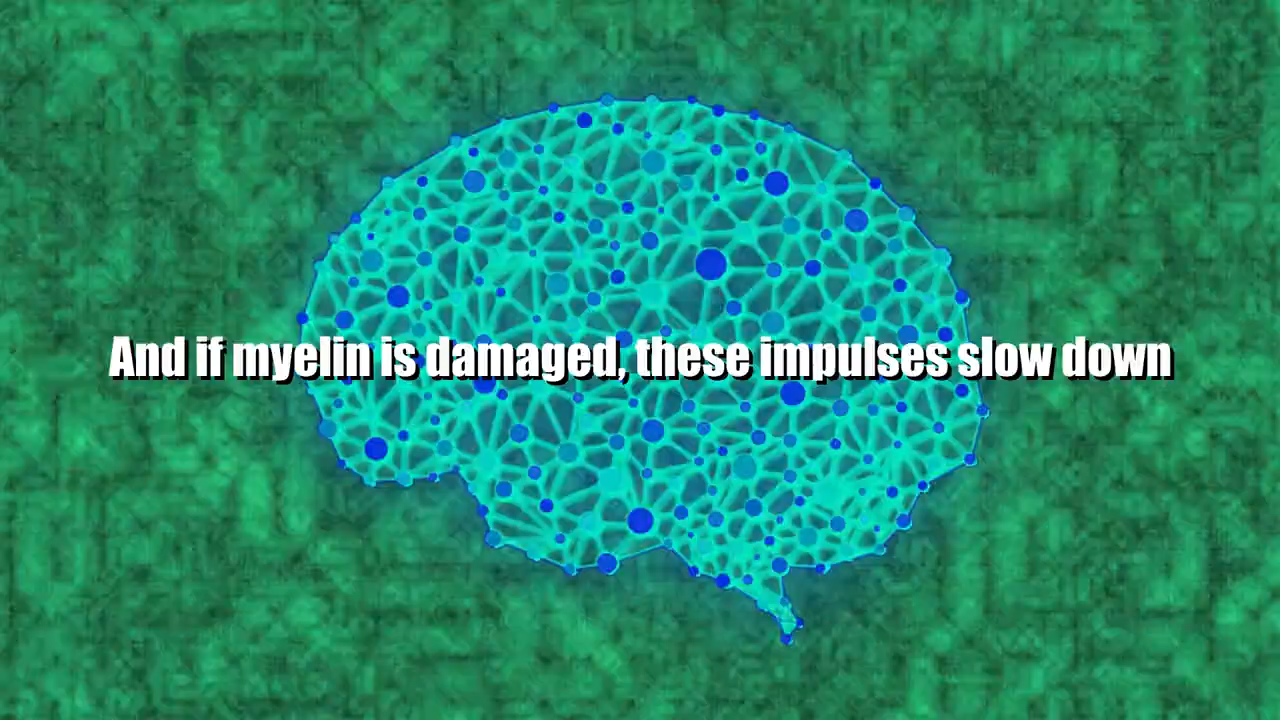 And if myelin is damaged, these impulses slow down